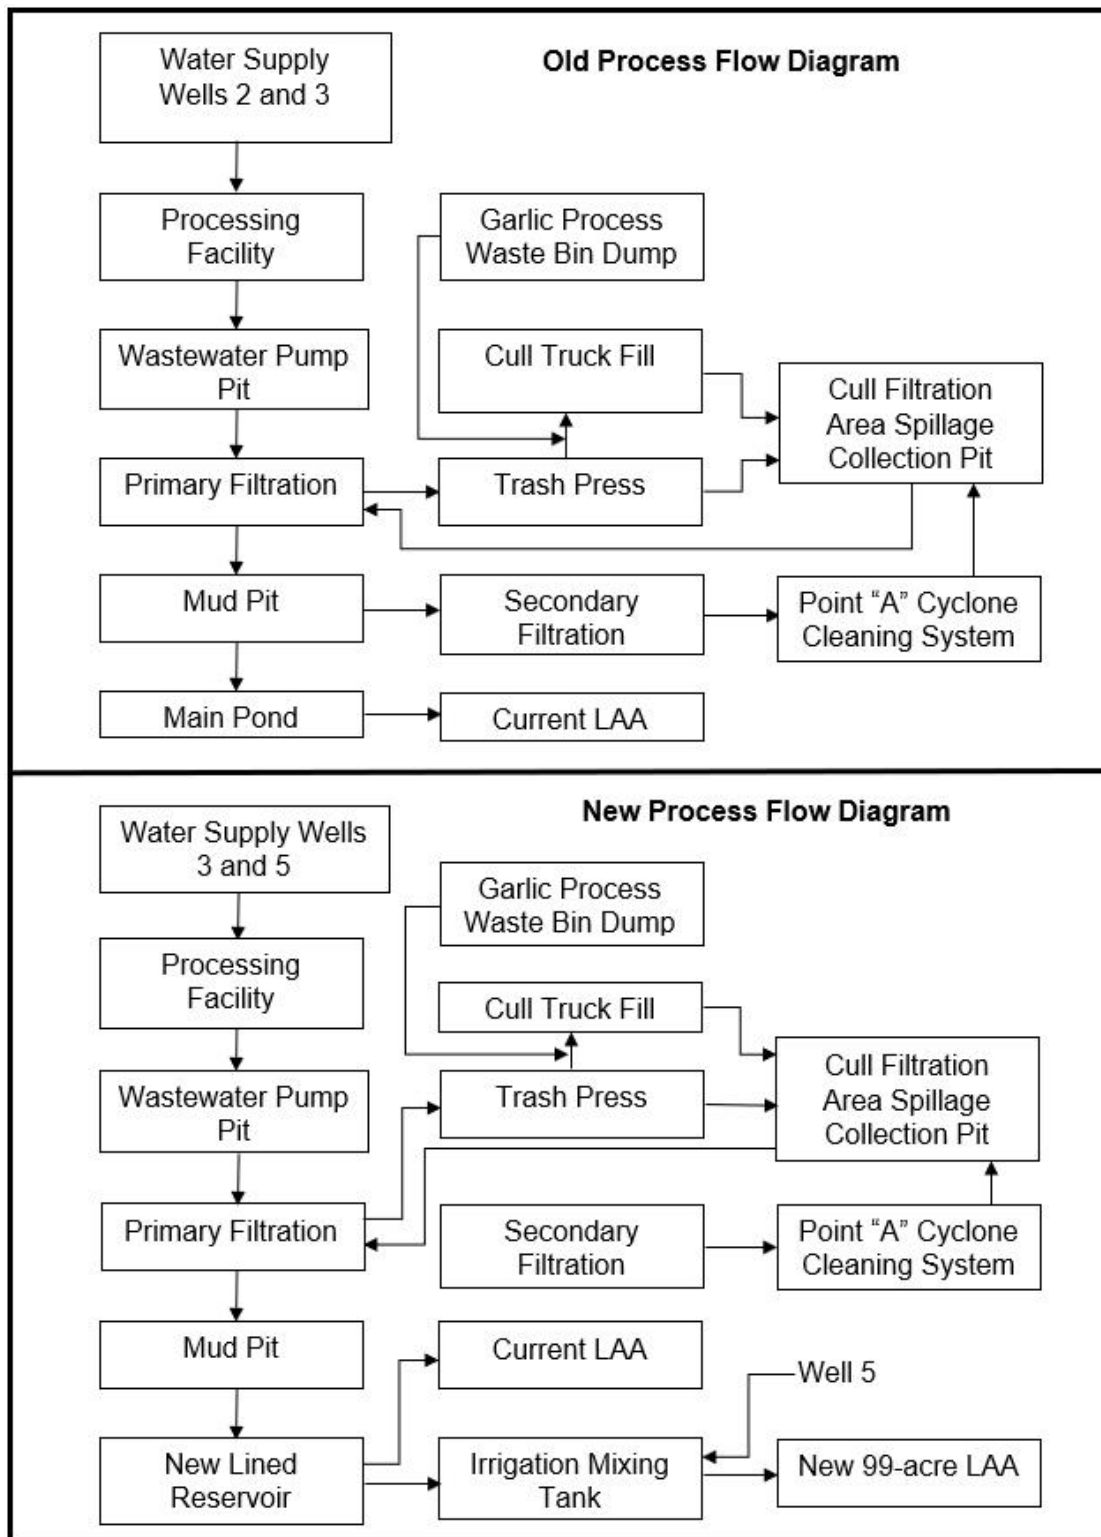 Water Supply
Wells 2 and 3
Old Process Flow Diagram
Processing
Facility
Garlic Process
Waste Bin Dump
Wastewater Pump
Pit
Cull Truck Fill
Cull Filtration
Area Spillage
Collection Pit
Primary Filtration
Trash Press
Mud Pit
Secondary
Filtration
Point “A” Cyclone
Cleaning System
Main Pond
Current LAA
New Process Flow Diagram
Water Supply Wells
3 and 5
Garlic Process
Waste Bin Dump
Processing
Facility
Cull Truck Fill
Cull Filtration
Area Spillage
Collection Pit
Wastewater Pump
Pit
Trash Press
Primary Filtration
Secondary
Filtration
Point “A” Cyclone
Cleaning System
Mud Pit
Current LAA
Well 5
New Lined
Reservoir
Irrigation Mixing
Tank
New 99-acre LAA